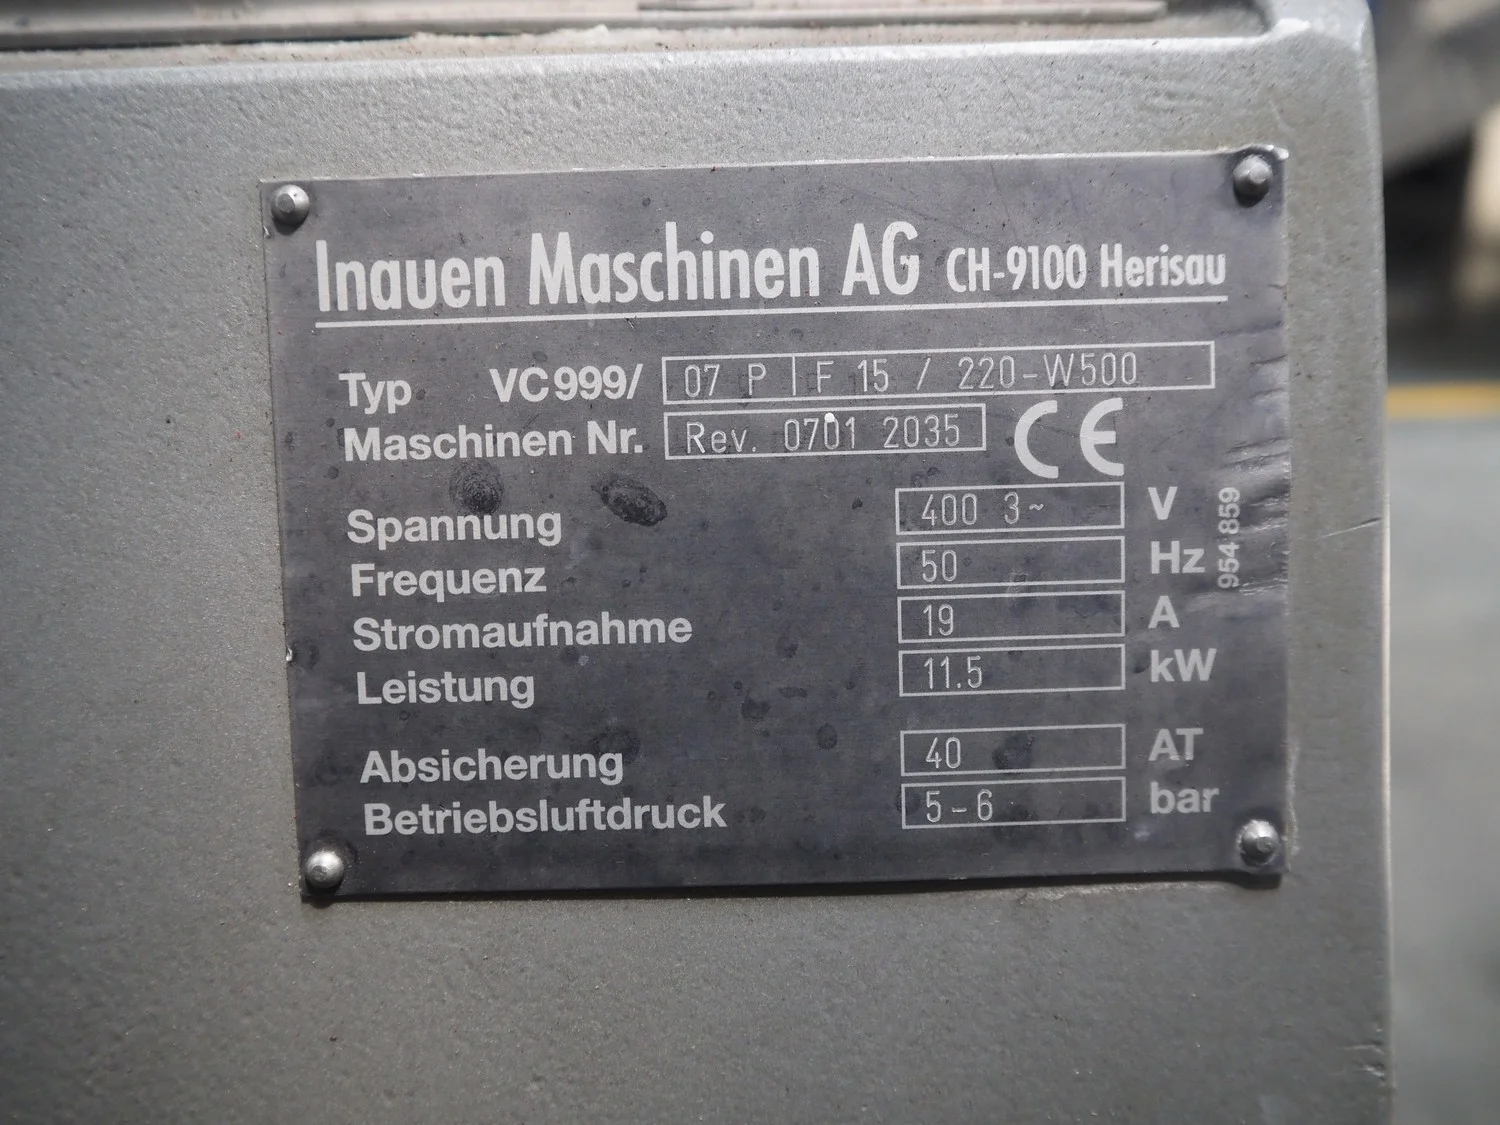 Inauen Maschinen AG CH-9100 Herisau
Typ VC999/ 07 P F 15 / 220-W500
Maschinen Nr. Rev. 0701 2035 CE
Spannung 400 3~ V
Frequenz 50 Hz
Stromaufnahme 19 A
Leistung 11.5 kW
Absicherung 40 AT
Betriebsluftdruck 5-6 bar
954 859